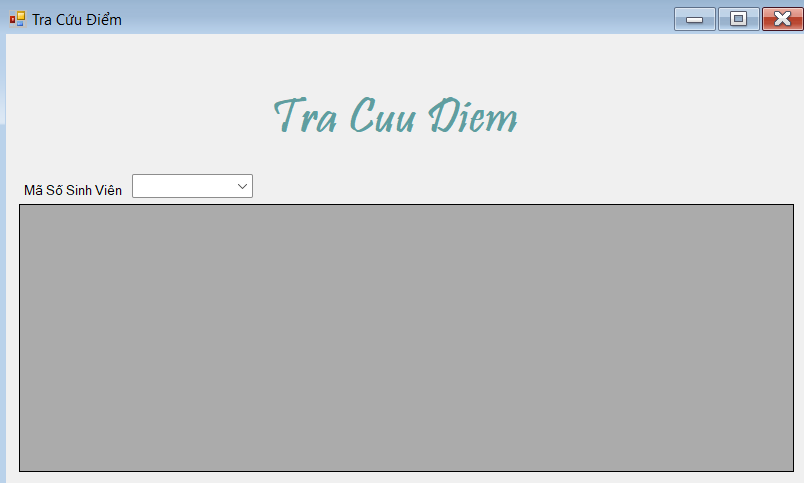 Tra Cứu Điểm
Tra Cuu Diem
Mã Số Sinh Viên